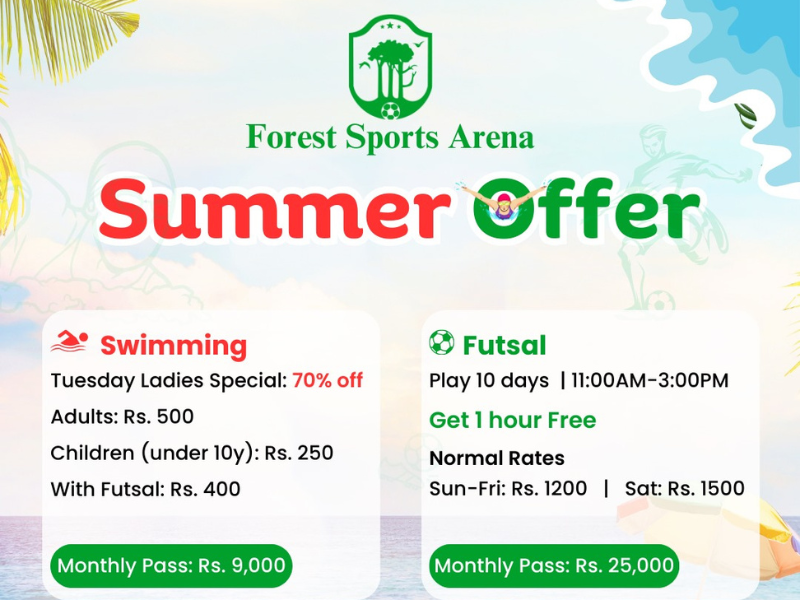 Forest Sports Arena
Summer Offer
Swimming
Tuesday Ladies Special: 70% off
Adults: Rs. 500
Children (under 10y): Rs. 250
With Futsal: Rs. 400
Monthly Pass: Rs. 9,000
Futsal
Play 10 days | 11:00AM-3:00PM
Get 1 hour Free
Normal Rates
Sun-Fri: Rs. 1200 | Sat: Rs. 1500
Monthly Pass: Rs. 25,000